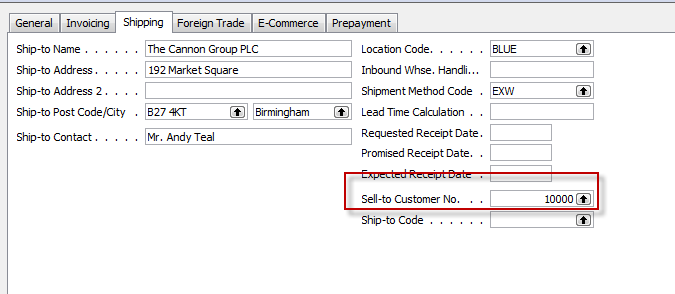 General Invoicing Shipping Foreign Trade E-Commerce Prepayment
Ship-to Name . . . . . . The Cannon Group PLC
Ship-to Address . . . . . 192 Market Square
Ship-to Address 2 . . . .
Ship-to Post Code/City . B27 4KT Birmingham
Ship-to Contact . . . . . Mr. Andy Teal
Location Code. . . . . . BLUE
Inbound Whse. Handli...
Shipment Method Code . EXW
Lead Time Calculation . .
Requested Receipt Date.
Promised Receipt Date. .
Expected Receipt Date .
Sell-to Customer No. . . 10000
Ship-to Code . . . . . .